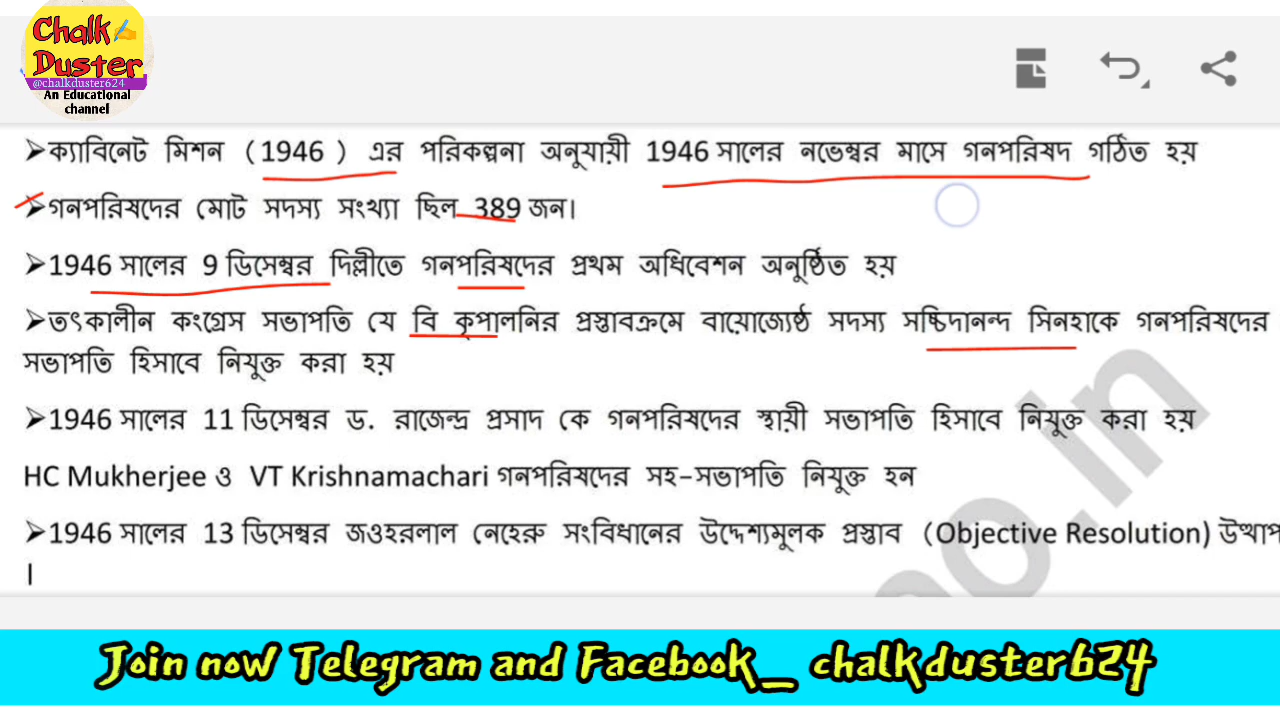 Chalk
Duster
@chalkduster624
An Educational
channel
➤ক্যাবিনেট মিশন (1946 ) এর পরিকল্পনা অনুযায়ী 1946 সালের নভেম্বর মাসে গনপরিষদ গঠিত হয়
➤গনপরিষদের মোট সদস্য সংখ্যা ছিল 389 জন।
➤1946 সালের 9 ডিসেম্বর দিল্লীতে গনপরিষদের প্রথম অধিবেশন অনুষ্ঠিত হয়
➤তৎকালীন কংগ্রেস সভাপতি যে বি কৃপালনির প্রস্তাবক্রমে বায়োজ্যেষ্ঠ সদস্য সচ্চিদানন্দ সিনহাকে গনপরিষদের
সভাপতি হিসাবে নিযুক্ত করা হয়
➤1946 সালের 11 ডিসেম্বর ড. রাজেন্দ্র প্রসাদ কে গনপরিষদের স্থায়ী সভাপতি হিসাবে নিযুক্ত করা হয়
HC Mukherjee ও VT Krishnamachari গনপরিষদের সহ-সভাপতি নিযুক্ত হন
➤1946 সালের 13 ডিসেম্বর জওহরলাল নেহেরু সংবিধানের উদ্দেশ্যমুলক প্রস্তাব (Objective Resolution) উত্থাপ
।
o.in
Join now Telegram and Facebook_ chalkduster624